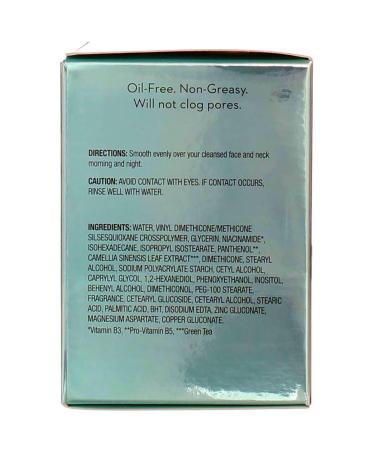 Oil-Free. Non-Greasy.
Will not clog pores.
DIRECTIONS: Smooth evenly over your cleansed face and neck
morning and night.
CAUTION: AVOID CONTACT WITH EYES. IF CONTACT OCCURS,
RINSE WELL WITH WATER.
INGREDIENTS: WATER, VINYL DIMETHICONE/METHICONE
SILSESQUIOXANE CROSSPOLYMER, GLYCERIN, NIACINAMIDE*,
ISOHEXADECANE, ISOPROPYL ISOSTEARATE, PANTHENOL**,
CAMELLIA SINENSIS LEAF EXTRACT***, DIMETHICONE, STEARYL
ALCOHOL, SODIUM POLYACRYLATE STARCH, CETYL ALCOHOL,
CAPRYLYL GLYCOL, 1,2-HEXANEDIOL, PHENOXYETHANOL, INOSITOL,
BEHENYL ALCOHOL, DIMETHICONOL, PEG-100 STEARATE,
FRAGRANCE, CETEARYL GLUCOSIDE, CETEARYL ALCOHOL, STEARIC
ACID, PALMITIC ACID, BHT, DISODIUM EDTA, ZINC GLUCONATE,
MAGNESIUM ASPARTATE, COPPER GLUCONATE.
*Vitamin B3, **Pro-Vitamin B5, ***Green Tea